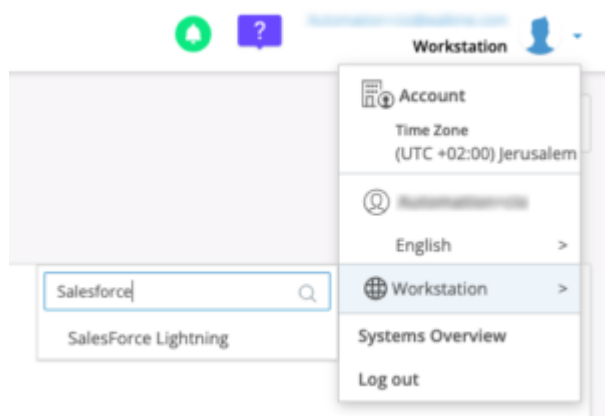 ?
Workstation
Account
Time Zone
(UTC +02:00) Jerusalem
English >
Workstation >
Salesforce
SalesForce Lightning
Systems Overview
Log out